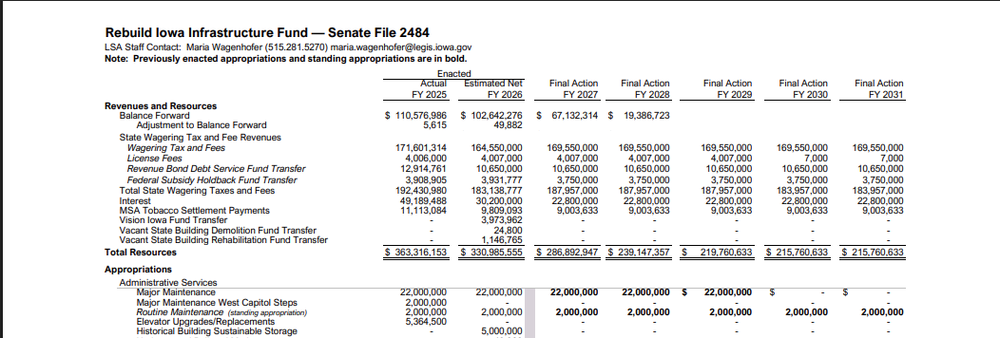 Rebuild Iowa Infrastructure Fund — Senate File 2484
LSA Staff Contact: Maria Wagenhofer (515.281.5270) maria.wagenhofer@legis.iowa.gov
Note: Previously enacted appropriations and standing appropriations are in bold.
Enacted
Actual Estimated Net Final Action Final Action Final Action Final Action Final Action
FY 2025 FY 2026 FY 2027 FY 2028 FY 2029 FY 2030 FY 2031
Revenues and Resources
Balance Forward $ 110,576,986 $ 102,642,276 $ 67,132,314 $ 19,386,723
Adjustment to Balance Forward 5,615 49,882
State Wagering Tax and Fee Revenues
Wagering Tax and Fees 171,601,314 164,550,000 169,550,000 169,550,000 169,550,000 169,550,000 169,550,000
License Fees 4,006,000 4,007,000 4,007,000 4,007,000 4,007,000 7,000 7,000
Revenue Bond Debt Service Fund Transfer 12,914,761 10,650,000 10,650,000 10,650,000 10,650,000 10,650,000 10,650,000
Federal Subsidy Holdback Fund Transfer 3,908,905 3,931,777 3,750,000 3,750,000 3,750,000 3,750,000 3,750,000
Total State Wagering Taxes and Fees 192,430,980 183,138,777 187,957,000 187,957,000 187,957,000 183,957,000 183,957,000
Interest 49,189,488 30,200,000 22,800,000 22,800,000 22,800,000 22,800,000 22,800,000
MSA Tobacco Settlement Payments 11,113,084 9,809,093 9,003,633 9,003,633 9,003,633 9,003,633 9,003,633
Vision Iowa Fund Transfer - 3,973,962 - - - - -
Vacant State Building Demolition Fund Transfer - 24,800 - - - - -
Vacant State Building Rehabilitation Fund Transfer - 1,146,765 - - - - -
Total Resources $ 363,316,153 $ 330,985,555 $ 286,892,947 $ 239,147,357 $ 219,760,633 $ 215,760,633 $ 215,760,633
Appropriations
Administrative Services
Major Maintenance 22,000,000 22,000,000 22,000,000 22,000,000 $ 22,000,000 $ - $ -
Major Maintenance West Capitol Steps 2,000,000 - - - - - -
Routine Maintenance (standing appropriation) 2,000,000 2,000,000 2,000,000 2,000,000 2,000,000 2,000,000 2,000,000
Elevator Upgrades/Replacements 5,364,500 - - - - - -
Historical Building Sustainable Storage - 5,000,000 - - - - -